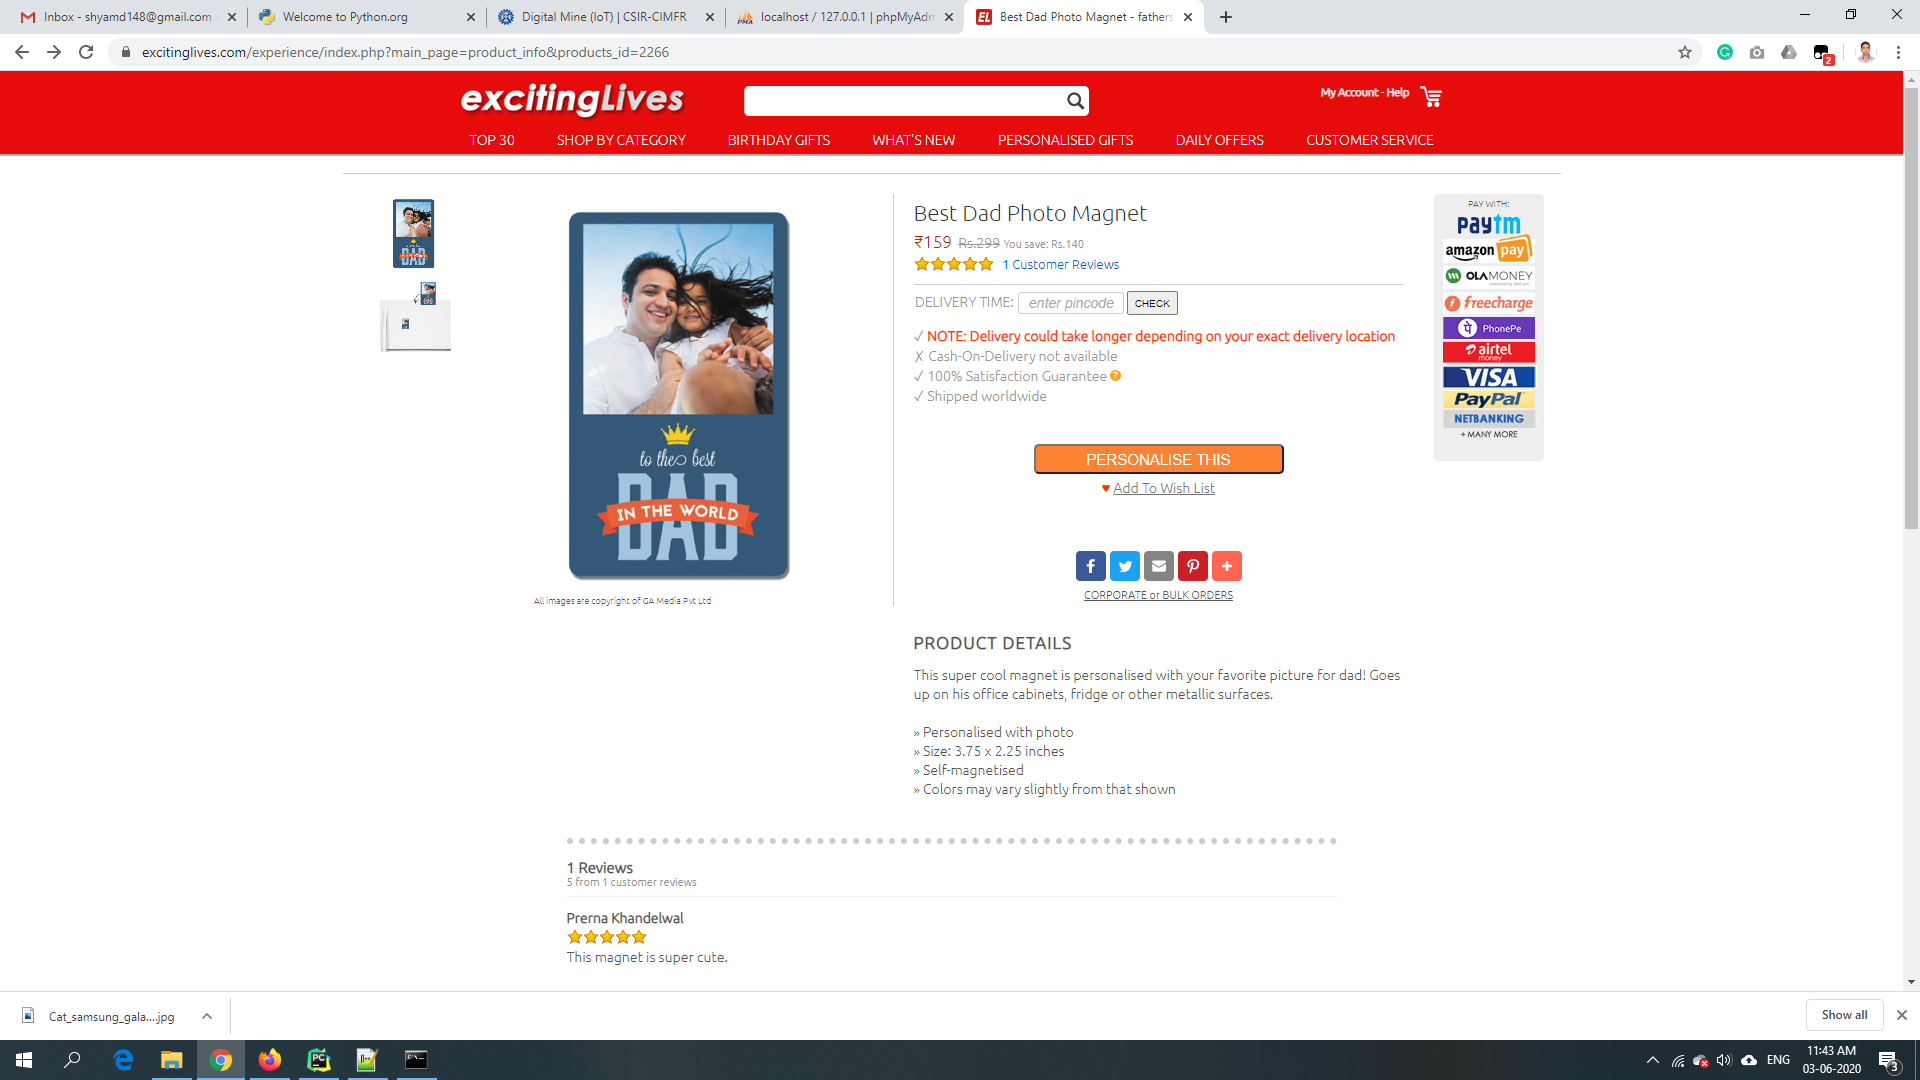 Inbox - shyamd148@gmail.com
Welcome to Python.org
Digital Mine (IoT) | CSIR-CIMFR
localhost / 127.0.0.1 | phpMyAdm
Best Dad Photo Magnet - fathers
excitinglives.com/experience/index.php?main_page=product_info&products_id=2266
2
excitingLives
My Account - Help
TOP 30
SHOP BY CATEGORY
BIRTHDAY GIFTS
WHAT'S NEW
PERSONALISED GIFTS
DAILY OFFERS
CUSTOMER SERVICE
to the best
DAD
IN THE WORLD
All images are copyright of GA Media Pvt Ltd
Best Dad Photo Magnet
₹159 Rs.299 You save: Rs.140
1 Customer Reviews
DELIVERY TIME: enter pincode CHECK
✓ NOTE: Delivery could take longer depending on your exact delivery location
✗ Cash-On-Delivery not available
✓ 100% Satisfaction Guarantee ?
✓ Shipped worldwide
PERSONALISE THIS
♥ Add To Wish List
CORPORATE or BULK ORDERS
PAY WITH:
paytm
amazon pay
OLAMONEY
freecharge
PhonePe
airtel
money
VISA
PayPal
NETBANKING
+ MANY MORE
PRODUCT DETAILS
This super cool magnet is personalised with your favorite picture for dad! Goes
up on his office cabinets, fridge or other metallic surfaces.
» Personalised with photo
» Size: 3.75 x 2.25 inches
» Self-magnetised
» Colors may vary slightly from that shown
1 Reviews
5 from 1 customer reviews
Prerna Khandelwal
This magnet is super cute.
Cat_samsung_gala....jpg
Show all
ENG
11:43 AM
03-06-2020
3